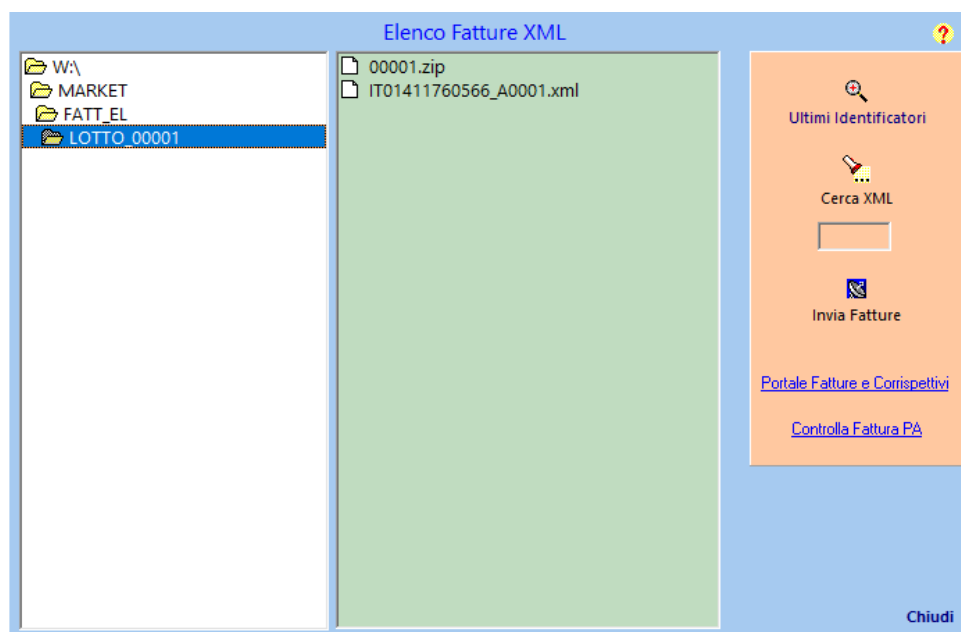 Elenco Fatture XML
?
W:\
MARKET
FATT_EL
LOTTO_00001
00001.zip
IT01411760566_A0001.xml
Ultimi Identificatori
Cerca XML
Invia Fatture
Portale Fatture e Corrispettivi
Controlla Fattura PA
Chiudi